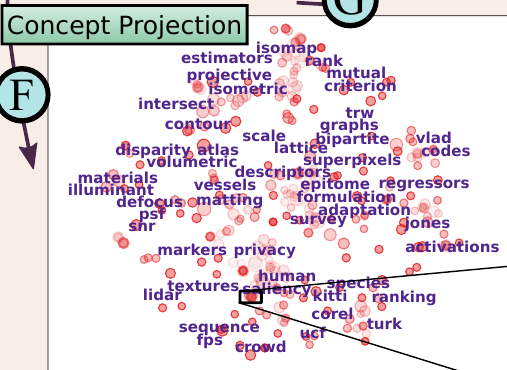 Concept Projection
G
F
isomap
estimators
rank
projective
mutual
isometric
criterion
intersect
trw
contour
graphs
scale
bipartite
vlad
disparity atlas
lattice
codes
volumetric
superpixels
descriptors
materials
vessels
epitome
regressors
illuminant
defocus
matting
formulation
psf
adaptation
snr
survey
jones
markers
privacy
activations
human
textures
saliency
species
lidar
kitti
ranking
corel
sequence
turk
fps
ucf
crowd